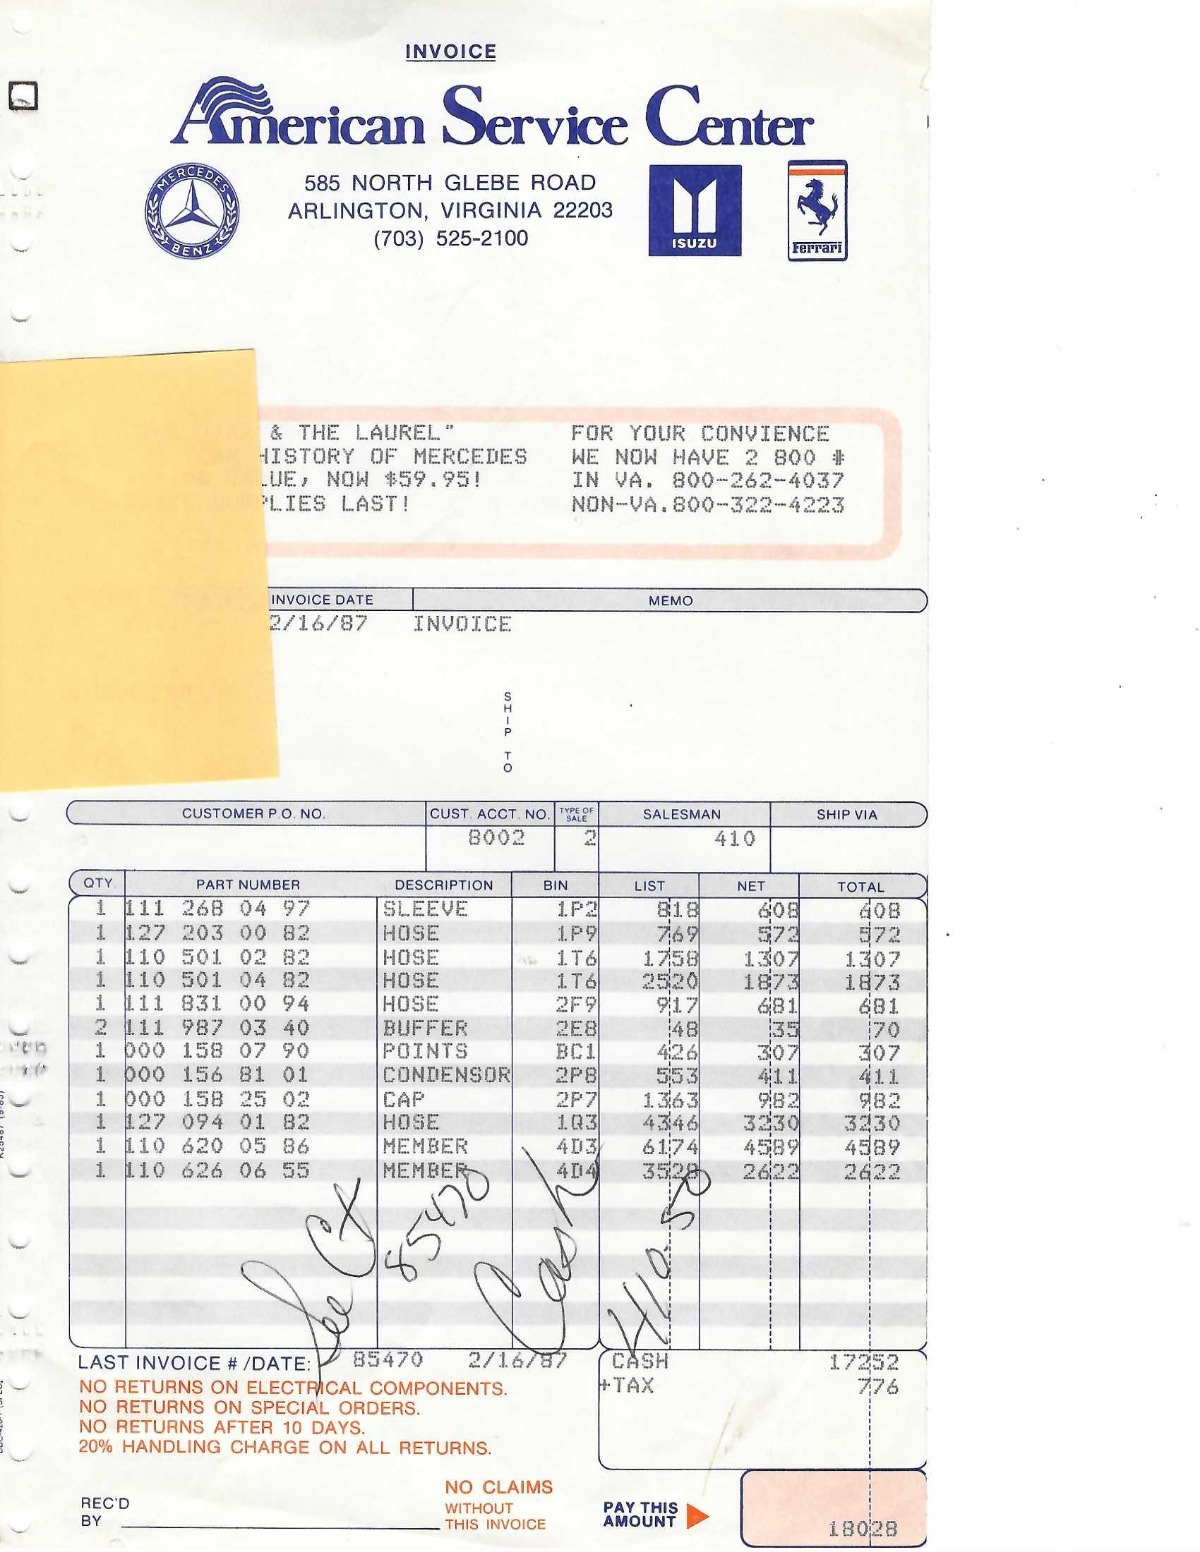 INVOICE
American Service Center
MERCEDES BENZ
585 NORTH GLEBE ROAD
ARLINGTON, VIRGINIA 22203
(703) 525-2100
ISUZU
Ferrari
& THE LAUREL" FOR YOUR CONVIENCE
HISTORY OF MERCEDES WE NOW HAVE 2 800 #
LUE, NOW $59.95! IN VA. 800-262-4037
PLIES LAST! NON-VA.800-322-4223
INVOICE DATE MEMO
2/16/87 INVOICE
SHIP TO
CUSTOMER P.O. NO. CUST. ACCT. NO. TYPE OF SALE SALESMAN SHIP VIA
8002 2 410
QTY. PART NUMBER DESCRIPTION BIN LIST NET TOTAL
1 111 268 04 97 SLEEVE 1P2 818 608 608
1 127 203 00 82 HOSE 1P9 769 572 572
1 110 501 02 82 HOSE 1T6 1758 1307 1307
1 110 501 04 82 HOSE 1T6 2520 1873 1873
1 111 831 00 94 HOSE 2F9 917 681 681
2 111 987 03 40 BUFFER 2E8 48 35 70
1 000 158 07 90 POINTS BC1 426 307 307
1 000 156 81 01 CONDENSOR 2P8 553 411 411
1 000 158 25 02 CAP 2P7 1363 982 982
1 127 094 01 82 HOSE 1Q3 4346 3230 3230
1 110 620 05 86 MEMBER 4D3 6174 4589 4589
1 110 626 06 55 MEMBER 4D4 3528 2622 2622
See Ct 85470 Cash 410.50
LAST INVOICE # /DATE: 85470 2/16/87 CASH 17252
NO RETURNS ON ELECTRICAL COMPONENTS. +TAX 776
NO RETURNS ON SPECIAL ORDERS.
NO RETURNS AFTER 10 DAYS.
20% HANDLING CHARGE ON ALL RETURNS.
REC'D BY
NO CLAIMS
WITHOUT
THIS INVOICE
PAY THIS
AMOUNT 18028